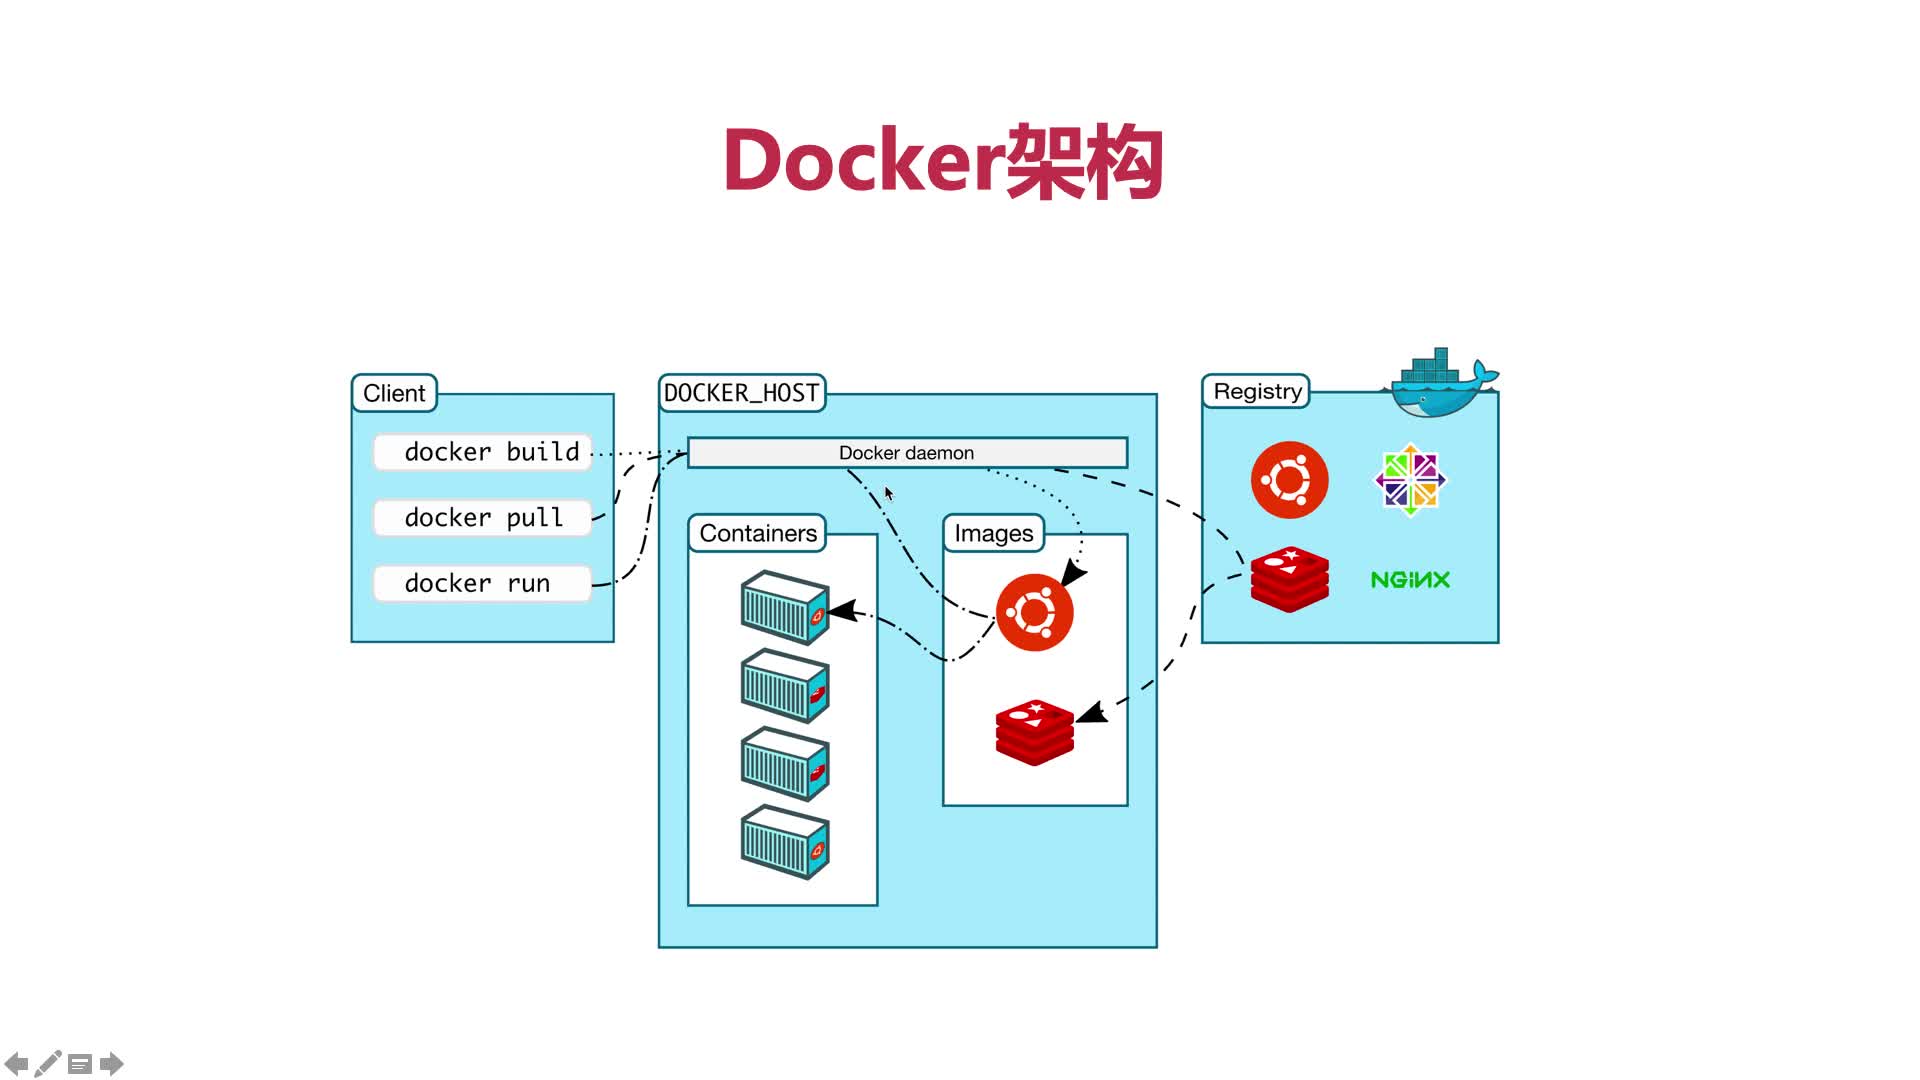 Docker架构
Client
docker build
docker pull
docker run
DOCKER_HOST
Docker daemon
Containers
Images
Registry
NGiNX